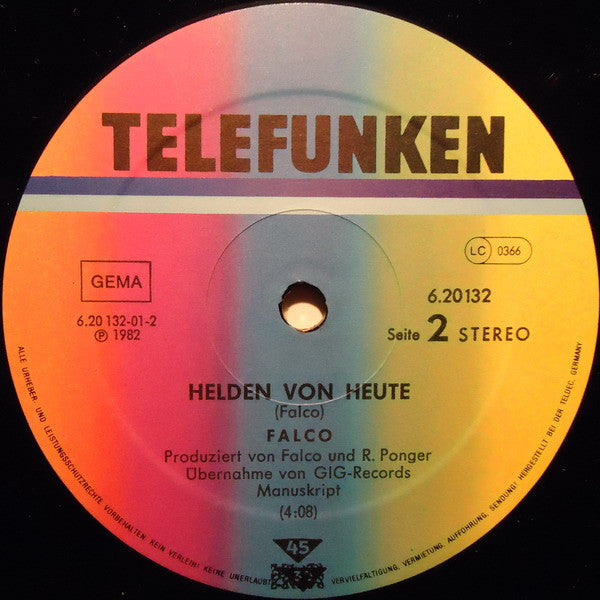 TELEFUNKEN
GEMA
LC 0366
6.20 132-01-2
Ⓟ 1982
6.20132
Seite 2 STEREO
HELDEN VON HEUTE
(Falco)
FALCO
Produziert von Falco und R. Ponger
Übernahme von GIG-Records
Manuskript
(4:08)
45
ALLE URHEBER- UND LEISTUNGSSCHUTZRECHTE VORBEHALTEN. KEIN VERLEIH! KEINE UNERLAUBTE VERVIELFÄLTIGUNG, VERMIETUNG, AUFFÜHRUNG, SENDUNG! HERGESTELLT BEI DER TELDEC, GERMANY